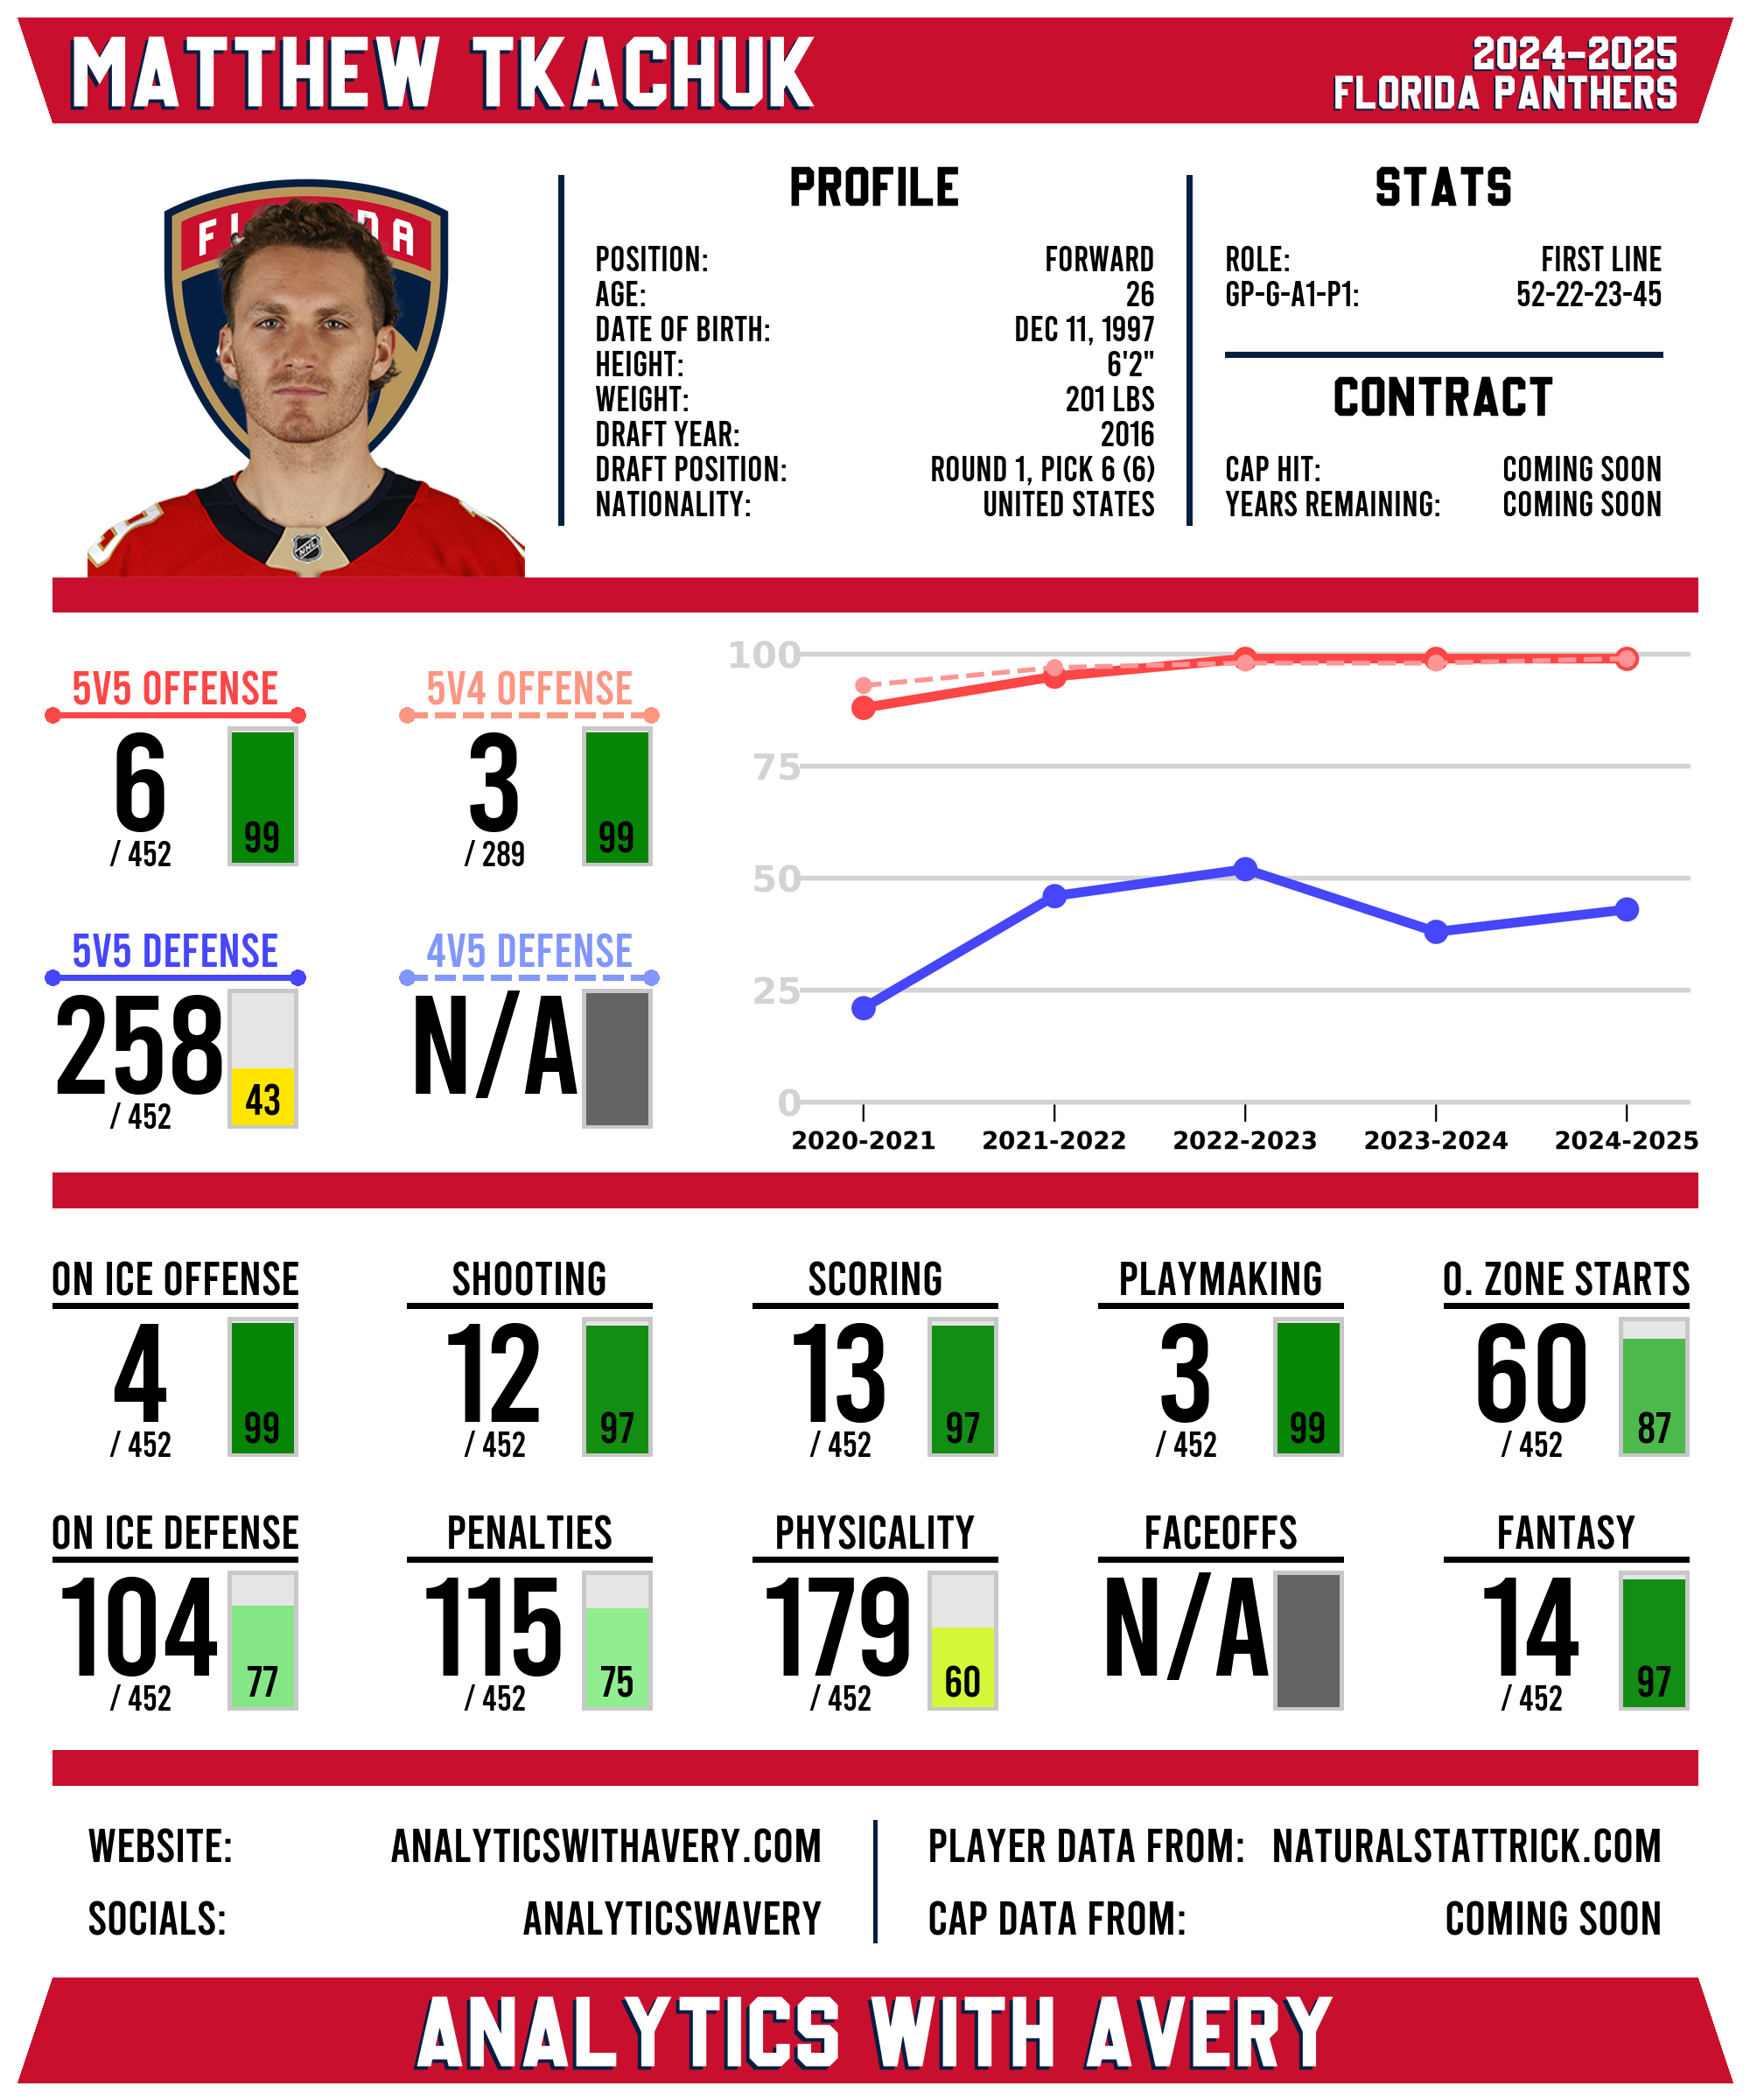 MATTHEW TKACHUK
2024-2025
FLORIDA PANTHERS
PROFILE
POSITION: FORWARD
AGE: 26
DATE OF BIRTH: DEC 11, 1997
HEIGHT: 6'2"
WEIGHT: 201 LBS
DRAFT YEAR: 2016
DRAFT POSITION: ROUND 1, PICK 6 (6)
NATIONALITY: UNITED STATES
STATS
ROLE: FIRST LINE
GP-G-A1-P1: 52-22-23-45
CONTRACT
CAP HIT: COMING SOON
YEARS REMAINING: COMING SOON
NHL
5V5 OFFENSE
6
/ 452
99
5V4 OFFENSE
3
/ 289
99
5V5 DEFENSE
258
/ 452
43
4V5 DEFENSE
N/A
100
75
50
25
0
2020-2021 2021-2022 2022-2023 2023-2024 2024-2025
ON ICE OFFENSE
4
/ 452
99
SHOOTING
12
/ 452
97
SCORING
13
/ 452
97
PLAYMAKING
3
/ 452
99
O. ZONE STARTS
60
/ 452
87
ON ICE DEFENSE
104
/ 452
77
PENALTIES
115
/ 452
75
PHYSICALITY
179
/ 452
60
FACEOFFS
N/A
FANTASY
14
/ 452
97
WEBSITE: ANALYTICSWITHAVERY.COM
SOCIALS: ANALYTICSWAVERY
PLAYER DATA FROM: NATURALSTATTRICK.COM
CAP DATA FROM: COMING SOON
ANALYTICS WITH AVERY